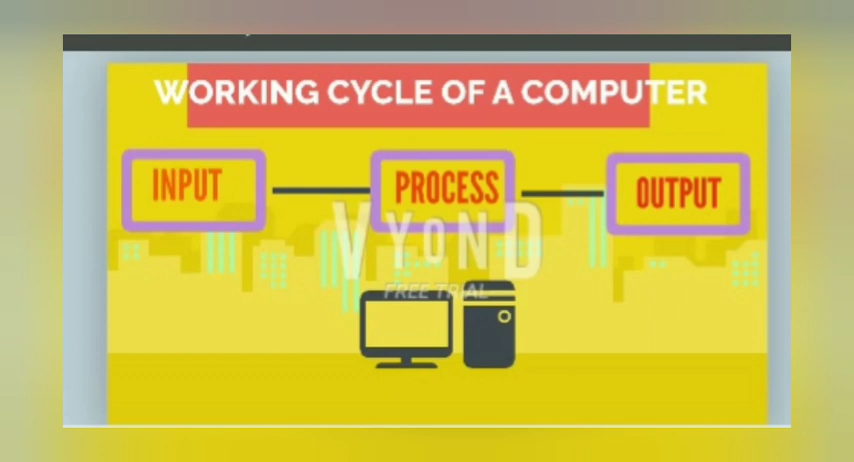 WORKING CYCLE OF A COMPUTER
INPUT
PROCESS
OUTPUT
VYOND
FREE TRIAL